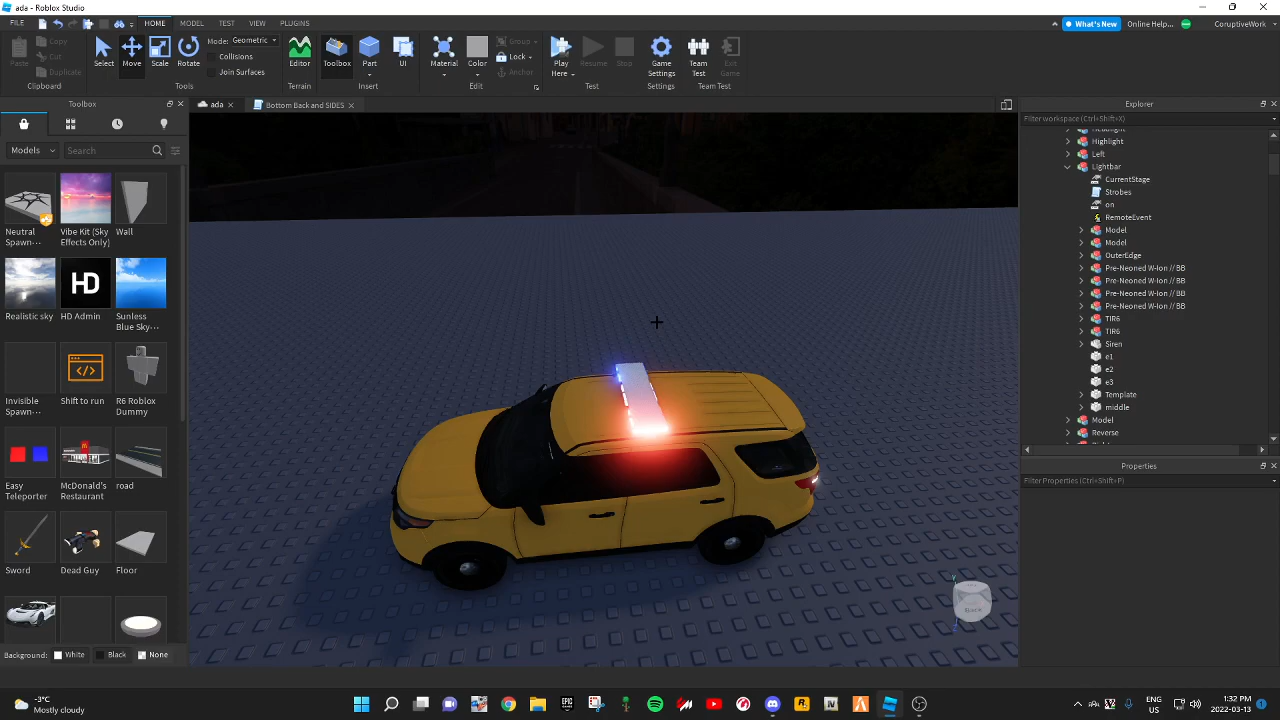 ada - Roblox Studio
FILE
HOME
MODEL
TEST
VIEW
PLUGINS
What's New
Online Help...
CoruptiveWork
Paste
Copy
Cut
Duplicate
Clipboard
Select
Move
Scale
Rotate
Mode: Geometric
Collisions
Join Surfaces
Tools
Editor
Terrain
Toolbox
Part
UI
Insert
Material
Color
Group
Lock
Anchor
Edit
Play Here
Resume
Stop
Test
Game Settings
Settings
Team Test
Exit Game
Team Test
Toolbox
ada
Bottom Back and SIDES
Explorer
Models
Search
Filter workspace (Ctrl+Shift+X)
Neutral Spawn-...
Vibe Kit (Sky Effects Only)
Wall
Realistic sky
HD
HD Admin
Sunless Blue Sky-...
Invisible Spawn-...
Shift to run
R6 Roblox Dummy
Easy Teleporter
McDonald's Restaurant
road
Sword
Dead Guy
Floor
Background:
White
Black
None
Headlight
Highlight
Left
Lightbar
CurrentStage
Strobes
on
RemoteEvent
Model
Model
OuterEdge
Pre-Neoned W-Ion // BB
Pre-Neoned W-Ion // BB
Pre-Neoned W-Ion // BB
Pre-Neoned W-Ion // BB
TIR6
TIR6
Siren
e1
e2
e3
Template
middle
Model
Reverse
Properties
Filter Properties (Ctrl+Shift+P)
Y
BACK
-3°C
Mostly cloudy
EPIC
R.
IV
ENG
US
1:32 PM
2022-03-13